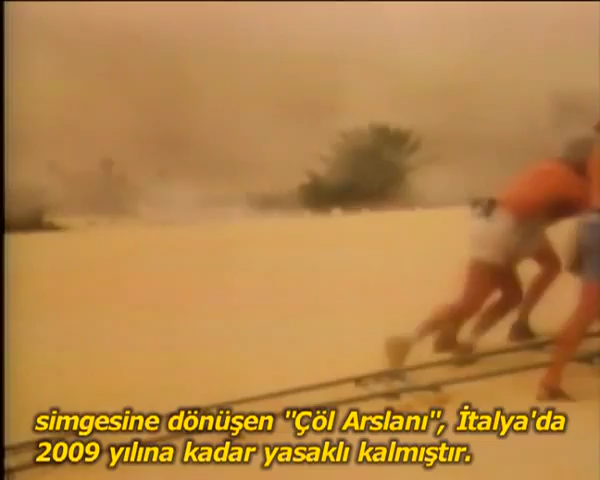 simgesine dönüşen "Çöl Arslanı", İtalya'da
2009 yılına kadar yasaklı kalmıştır.